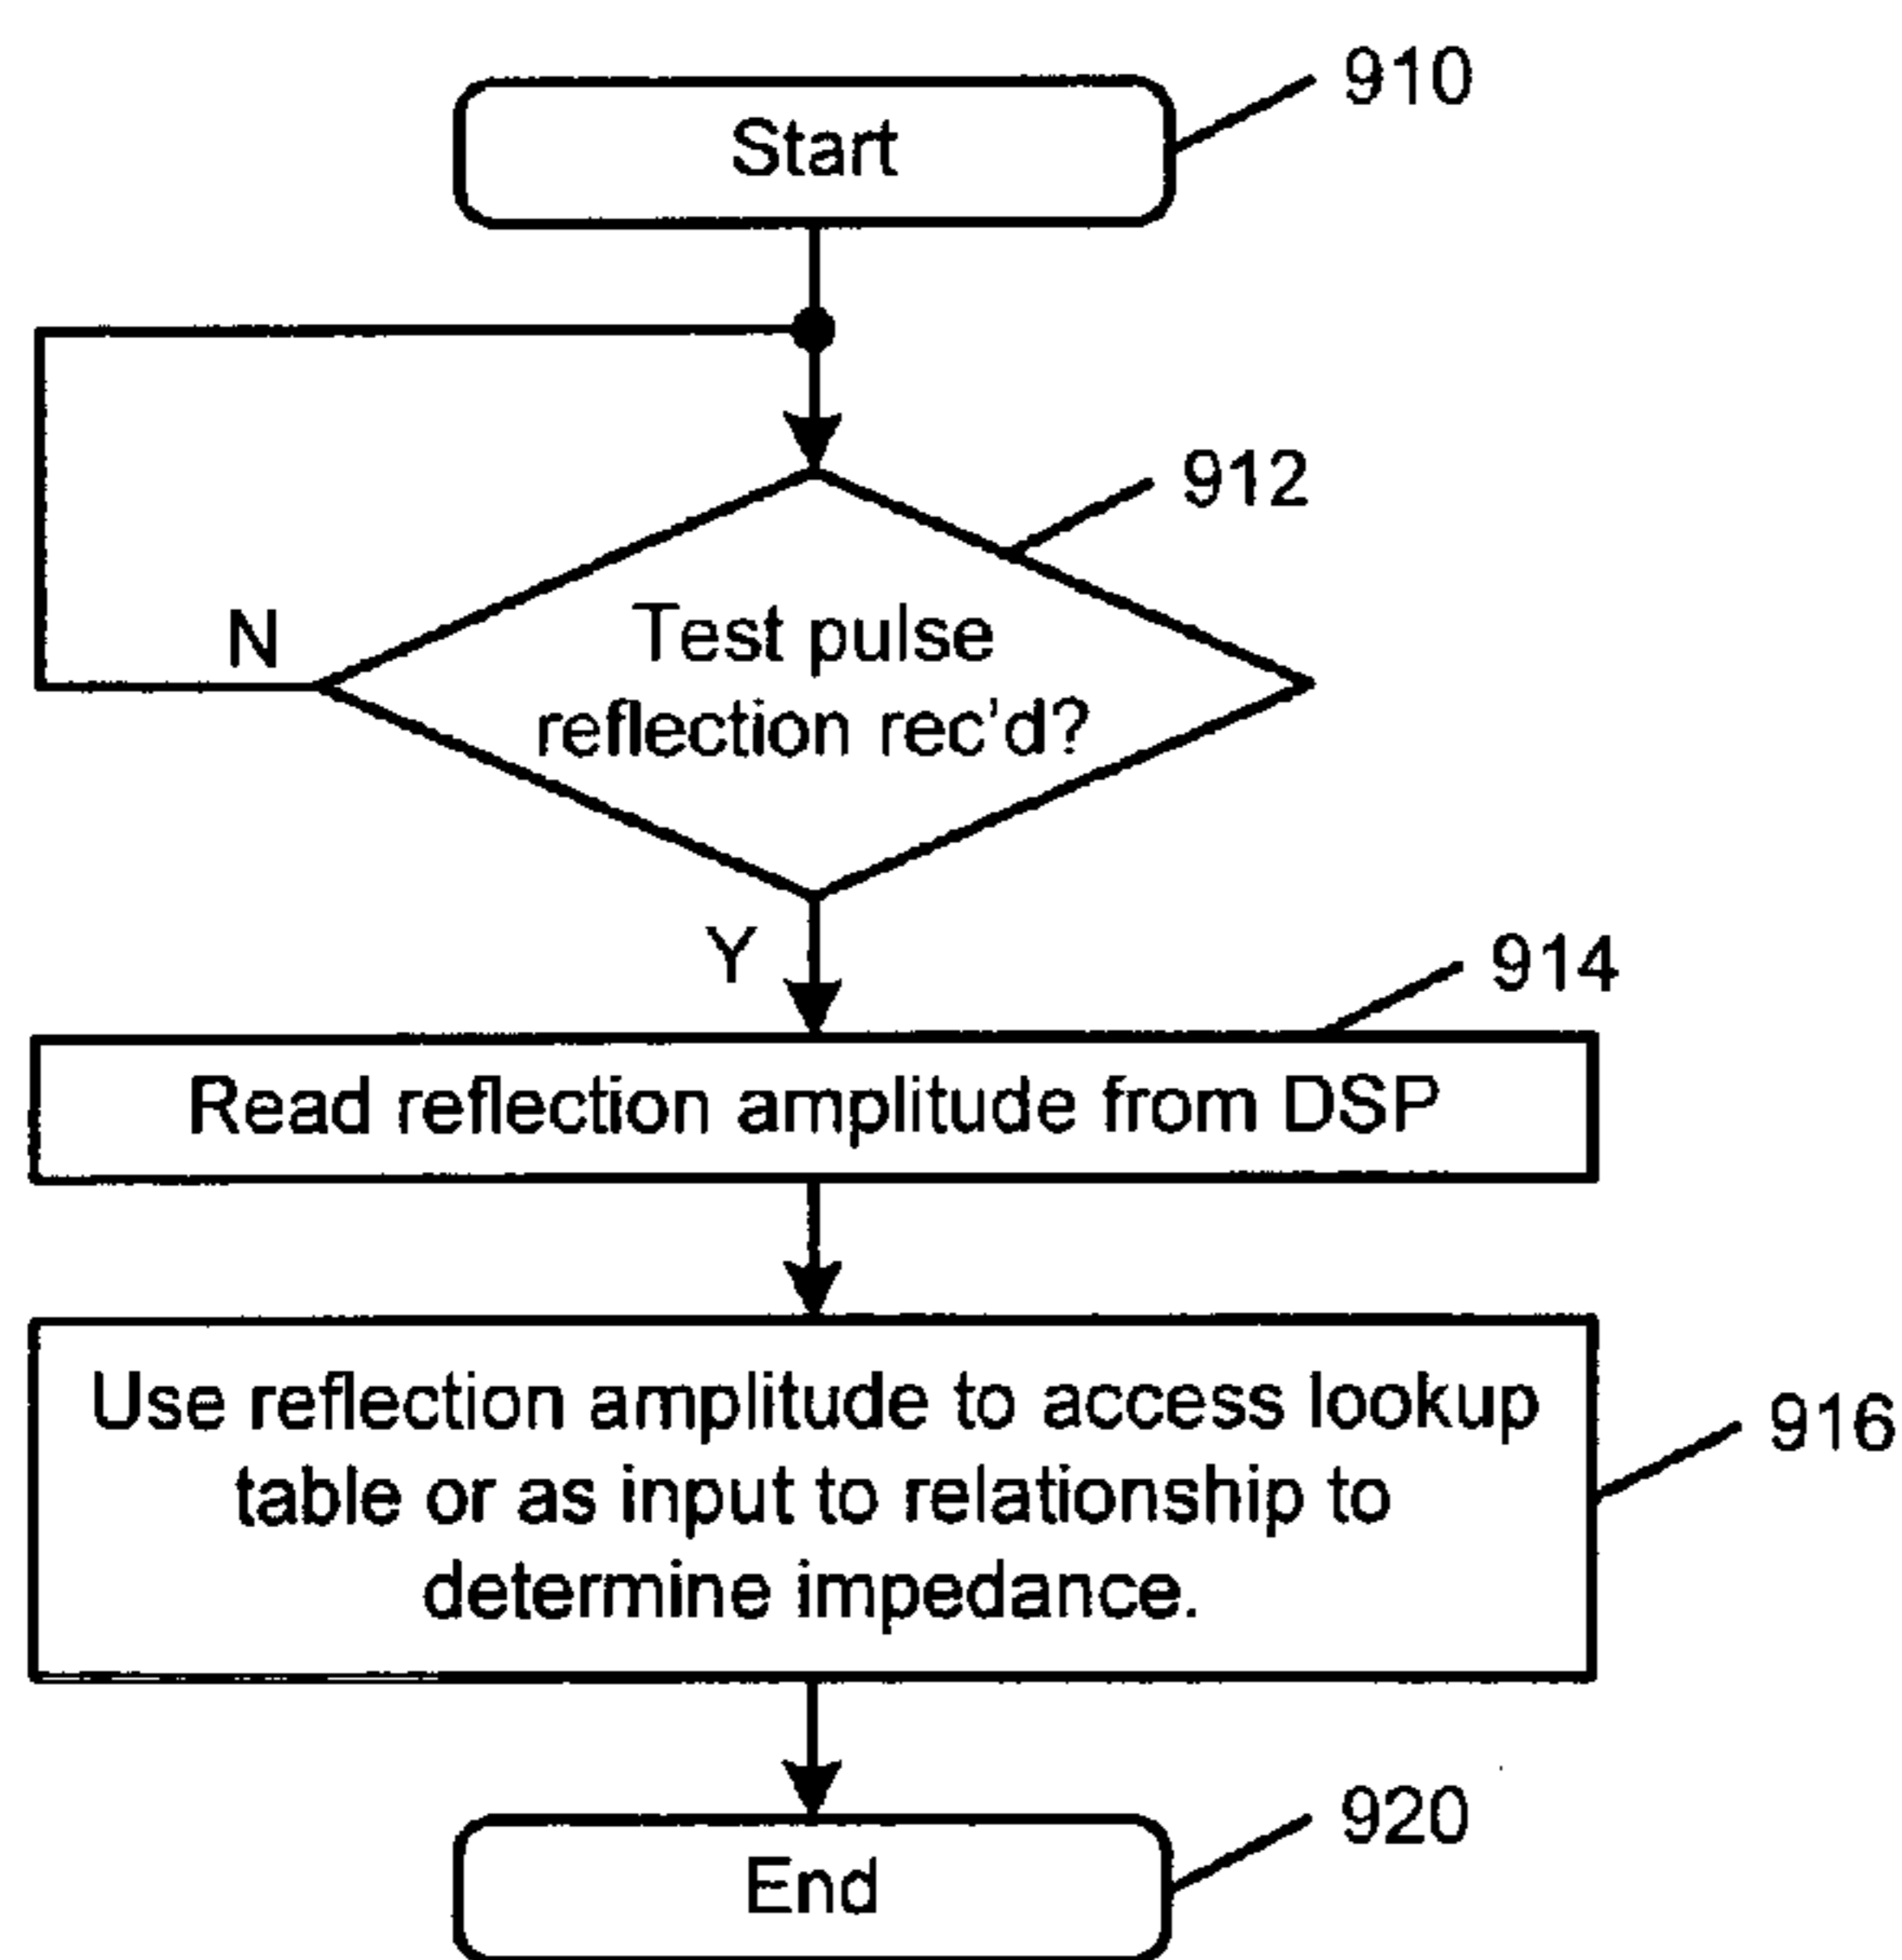 910
Start
912
N
Test pulse
reflection rec'd?
Y
914
Read reflection amplitude from DSP
Use reflection amplitude to access lookup
table or as input to relationship to
determine impedance.
916
920
End